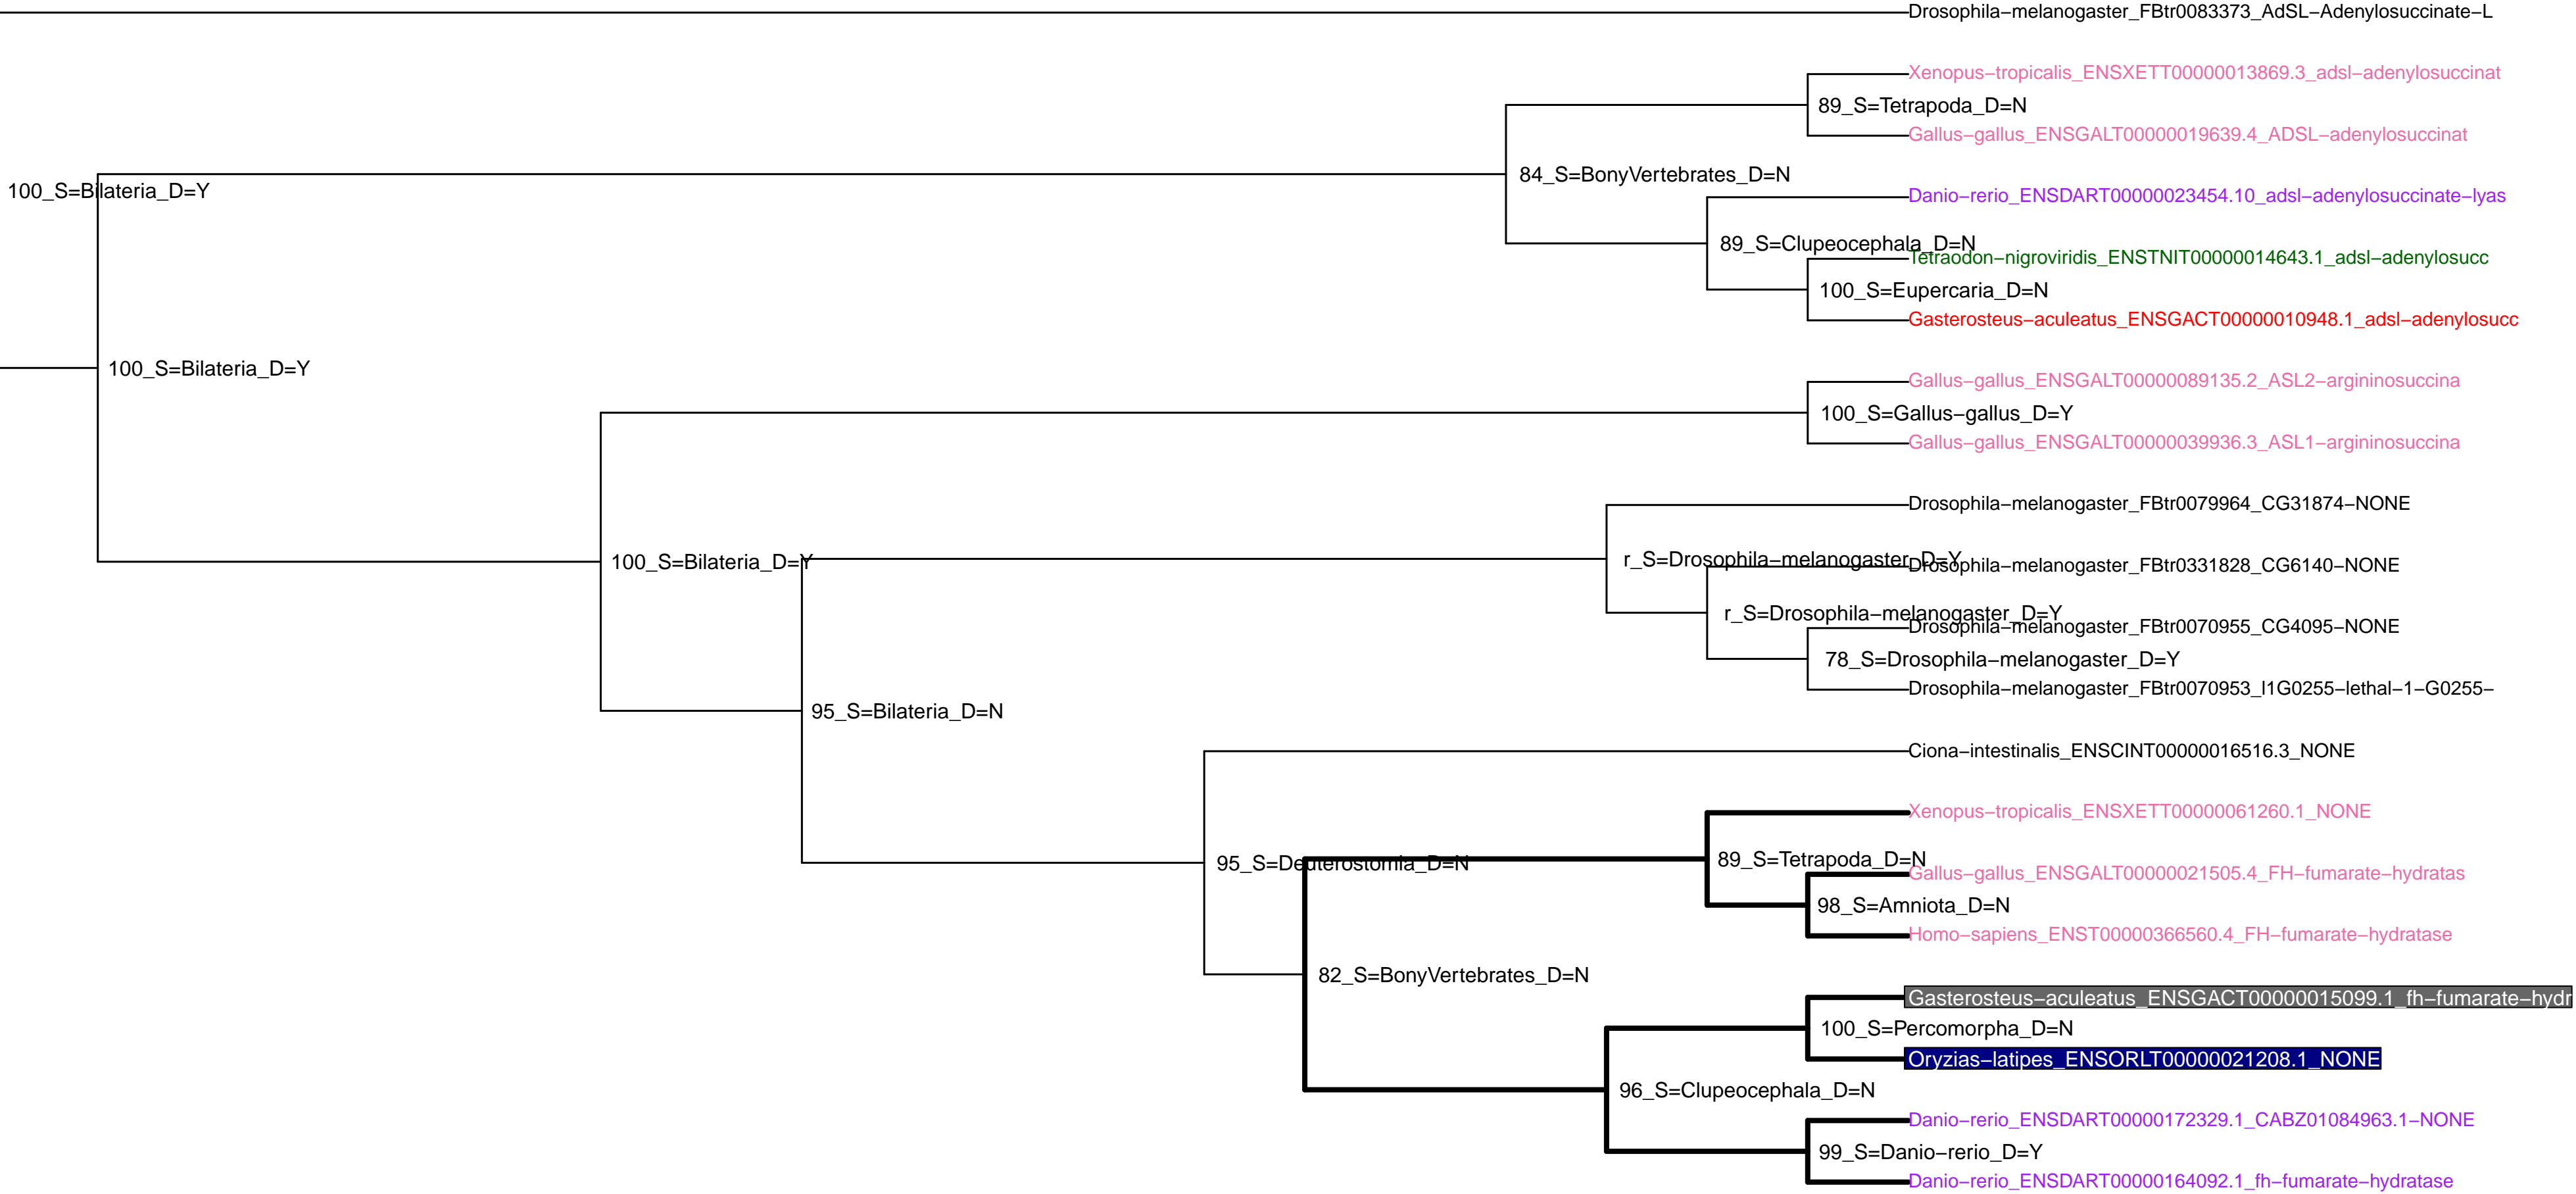 Drosophila−melanogaster_FBtr0083373_AdSL−Adenylosuccinate−L
Xenopus−tropicalis_ENSXETT00000013869.3_adsl−adenylosuccinat
89_S=Tetrapoda_D=N
Gallus−gallus_ENSGALT00000019639.4_ADSL−adenylosuccinat
84_S=BonyVertebrates_D=N
100_S=Bilateria_D=Y
Danio−rerio_ENSDART00000023454.10_adsl−adenylosuccinate−lyas
89_S=Clupeocephala_D=N
Tetraodon−nigroviridis_ENSTNIT00000014643.1_adsl−adenylosucc
100_S=Eupercaria_D=N
Gasterosteus−aculeatus_ENSGACT00000010948.1_adsl−adenylosucc
100_S=Bilateria_D=Y
Gallus−gallus_ENSGALT00000089135.2_ASL2−argininosuccina
100_S=Gallus−gallus_D=Y
Gallus−gallus_ENSGALT00000039936.3_ASL1−argininosuccina
Drosophila−melanogaster_FBtr0079964_CG31874−NONE
100_S=Bilateria_D=Y
r_S=Drosophila−melanogaster_D=Y
Drosophila−melanogaster_FBtr0331828_CG6140−NONE
r_S=Drosophila−melanogaster_D=Y
Drosophila−melanogaster_FBtr0070955_CG4095−NONE
78_S=Drosophila−melanogaster_D=Y
Drosophila−melanogaster_FBtr0070953_l1G0255−lethal−1−G0255−
95_S=Bilateria_D=N
Ciona−intestinalis_ENSCINT00000016516.3_NONE
Xenopus−tropicalis_ENSXETT00000061260.1_NONE
95_S=Deuterostomia_D=N
89_S=Tetrapoda_D=N
Gallus−gallus_ENSGALT00000021505.4_FH−fumarate−hydratas
98_S=Amniota_D=N
Homo−sapiens_ENST00000366560.4_FH−fumarate−hydratase
82_S=BonyVertebrates_D=N
Gasterosteus−aculeatus_ENSGACT00000015099.1_fh−fumarate−hydr
100_S=Percomorpha_D=N
Oryzias−latipes_ENSORLT00000021208.1_NONE
96_S=Clupeocephala_D=N
Danio−rerio_ENSDART00000172329.1_CABZ01084963.1−NONE
99_S=Danio−rerio_D=Y
Danio−rerio_ENSDART00000164092.1_fh−fumarate−hydratase